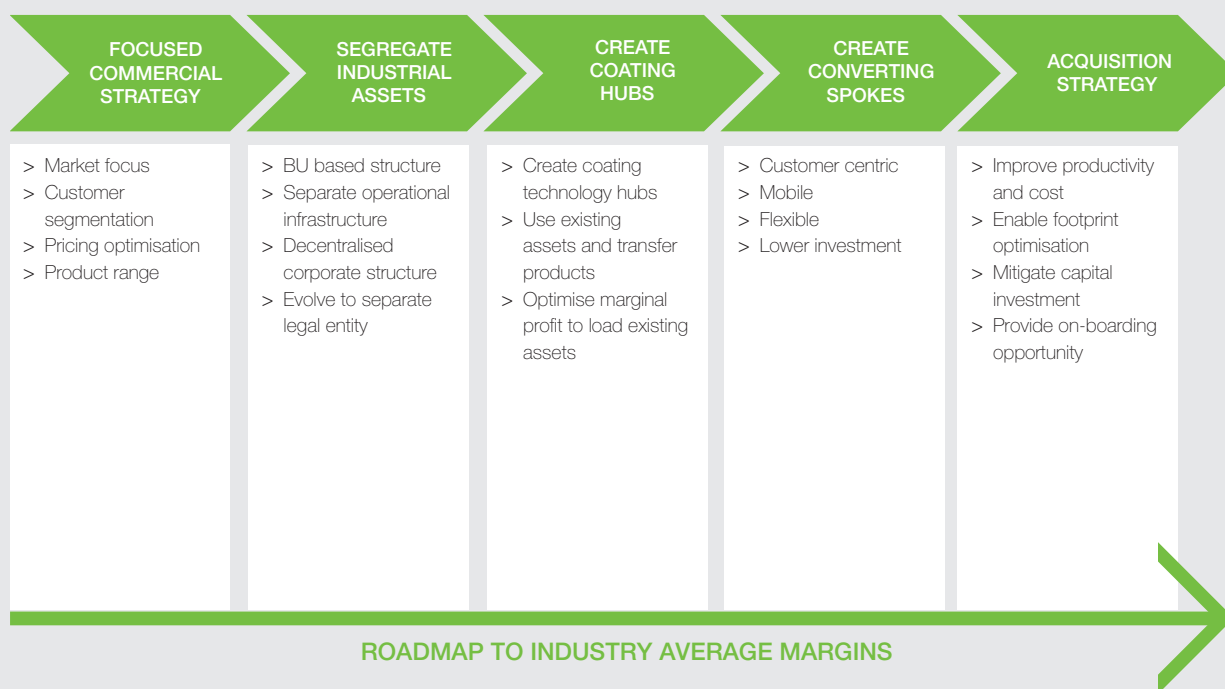 FOCUSED
COMMERCIAL
STRATEGY
SEGREGATE
INDUSTRIAL
ASSETS
CREATE
COATING
HUBS
CREATE
CONVERTING
SPOKES
ACQUISITION
STRATEGY
> Market focus
> Customer
segmentation
> Pricing optimisation
> Product range
> BU based structure
> Separate operational
infrastructure
> Decentralised
corporate structure
> Evolve to separate
legal entity
> Create coating
technology hubs
> Use existing
assets and transfer
products
> Optimise marginal
profit to load existing
assets
> Customer centric
> Mobile
> Flexible
> Lower investment
> Improve productivity
and cost
> Enable footprint
optimisation
> Mitigate capital
investment
> Provide on-boarding
opportunity
ROADMAP TO INDUSTRY AVERAGE MARGINS